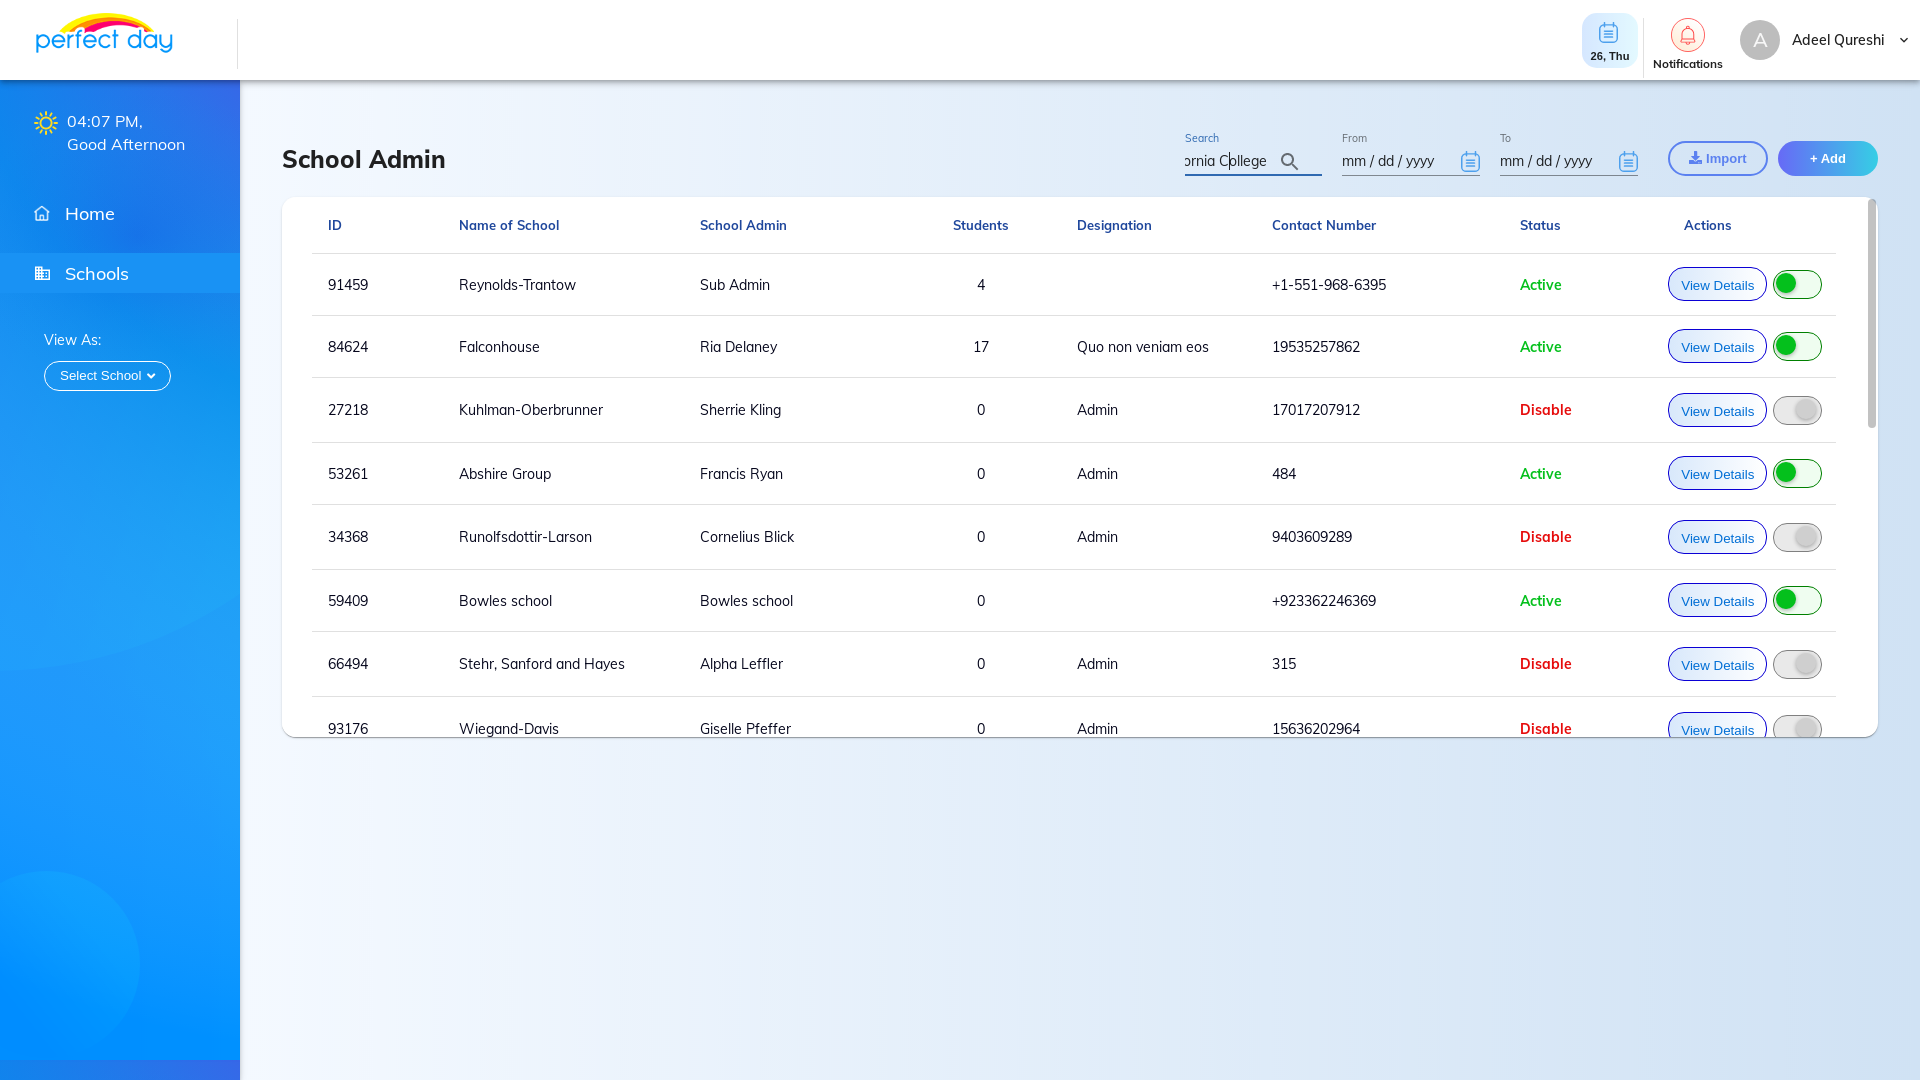 perfect day
26, Thu
Notifications
A
Adeel Qureshi
04:07 PM,
Good Afternoon
Home
Schools
View As:
Select School
School Admin
Search
ornia College
From
mm / dd / yyyy
To
mm / dd / yyyy
Import
+ Add
ID Name of School School Admin Students Designation Contact Number Status Actions
91459 Reynolds-Trantow Sub Admin 4 +1-551-968-6395 Active View Details
84624 Falconhouse Ria Delaney 17 Quo non veniam eos 19535257862 Active View Details
27218 Kuhlman-Oberbrunner Sherrie Kling 0 Admin 17017207912 Disable View Details
53261 Abshire Group Francis Ryan 0 Admin 484 Active View Details
34368 Runolfsdottir-Larson Cornelius Blick 0 Admin 9403609289 Disable View Details
59409 Bowles school Bowles school 0 +923362246369 Active View Details
66494 Stehr, Sanford and Hayes Alpha Leffler 0 Admin 315 Disable View Details
93176 Wiegand-Davis Giselle Pfeffer 0 Admin 15636202964 Disable View Details